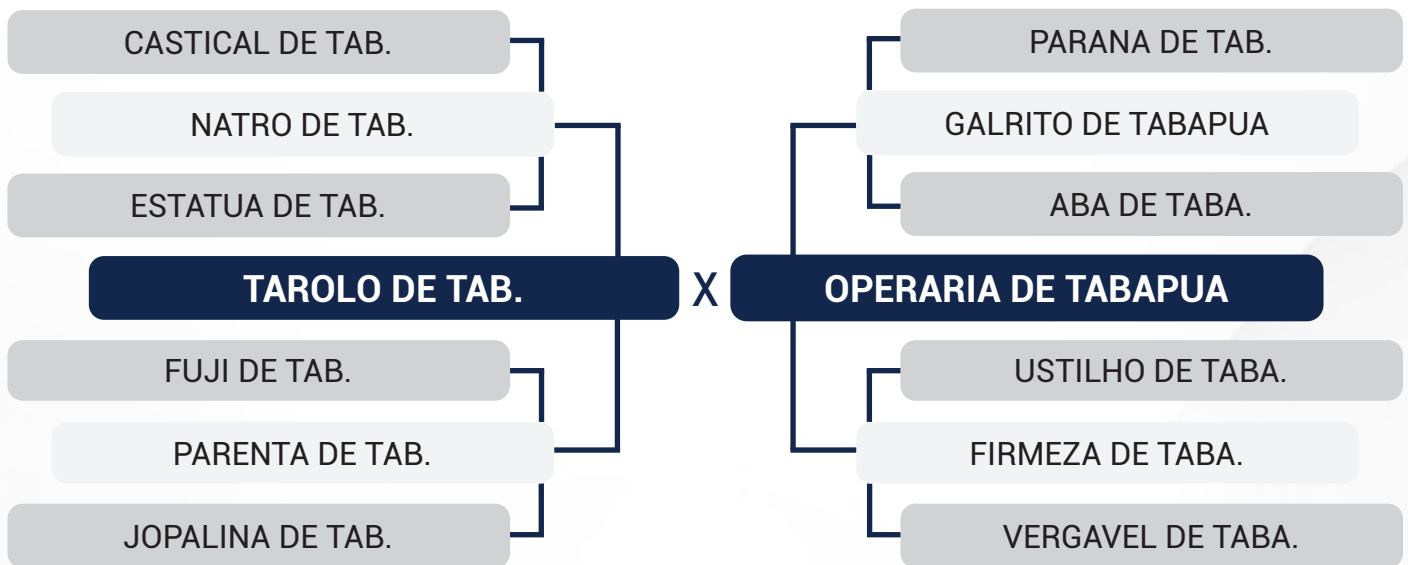 CASTICAL DE TAB.
NATRO DE TAB.
ESTATUA DE TAB.
TAROLO DE TAB.
FUJI DE TAB.
PARENTA DE TAB.
JOPALINA DE TAB.
X
PARANA DE TAB.
GALRITO DE TABAPUA
ABA DE TABA.
OPERARIA DE TABAPUA
USTILHO DE TABA.
FIRMEZA DE TABA.
VERGAVEL DE TABA.